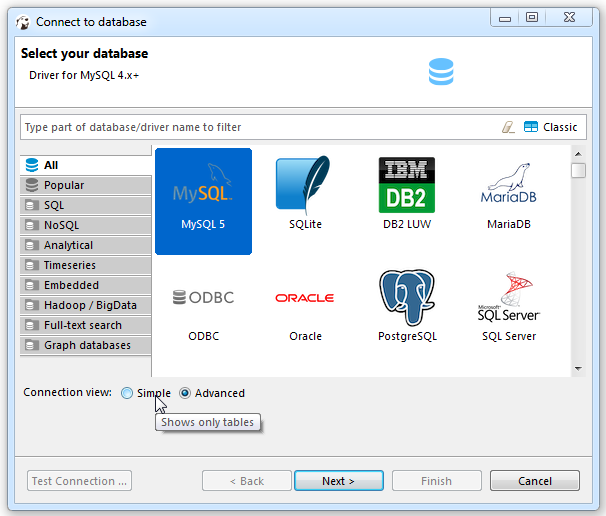 Connect to database
Select your database
Driver for MySQL 4.x+
Type part of database/driver name to filter
Classic
All
Popular
SQL
NoSQL
Analytical
Timeseries
Embedded
Hadoop / BigData
Full-text search
Graph databases
MySQL
MySQL 5
SQLite
IBM
DB2
DB2 LUW
MariaDB
MariaDB
ODBC
ODBC
ORACLE
Oracle
PostgreSQL
Microsoft
SQL Server
SQL Server
Connection view: Simple Advanced
Shows only tables
Test Connection ... < Back Next > Finish Cancel